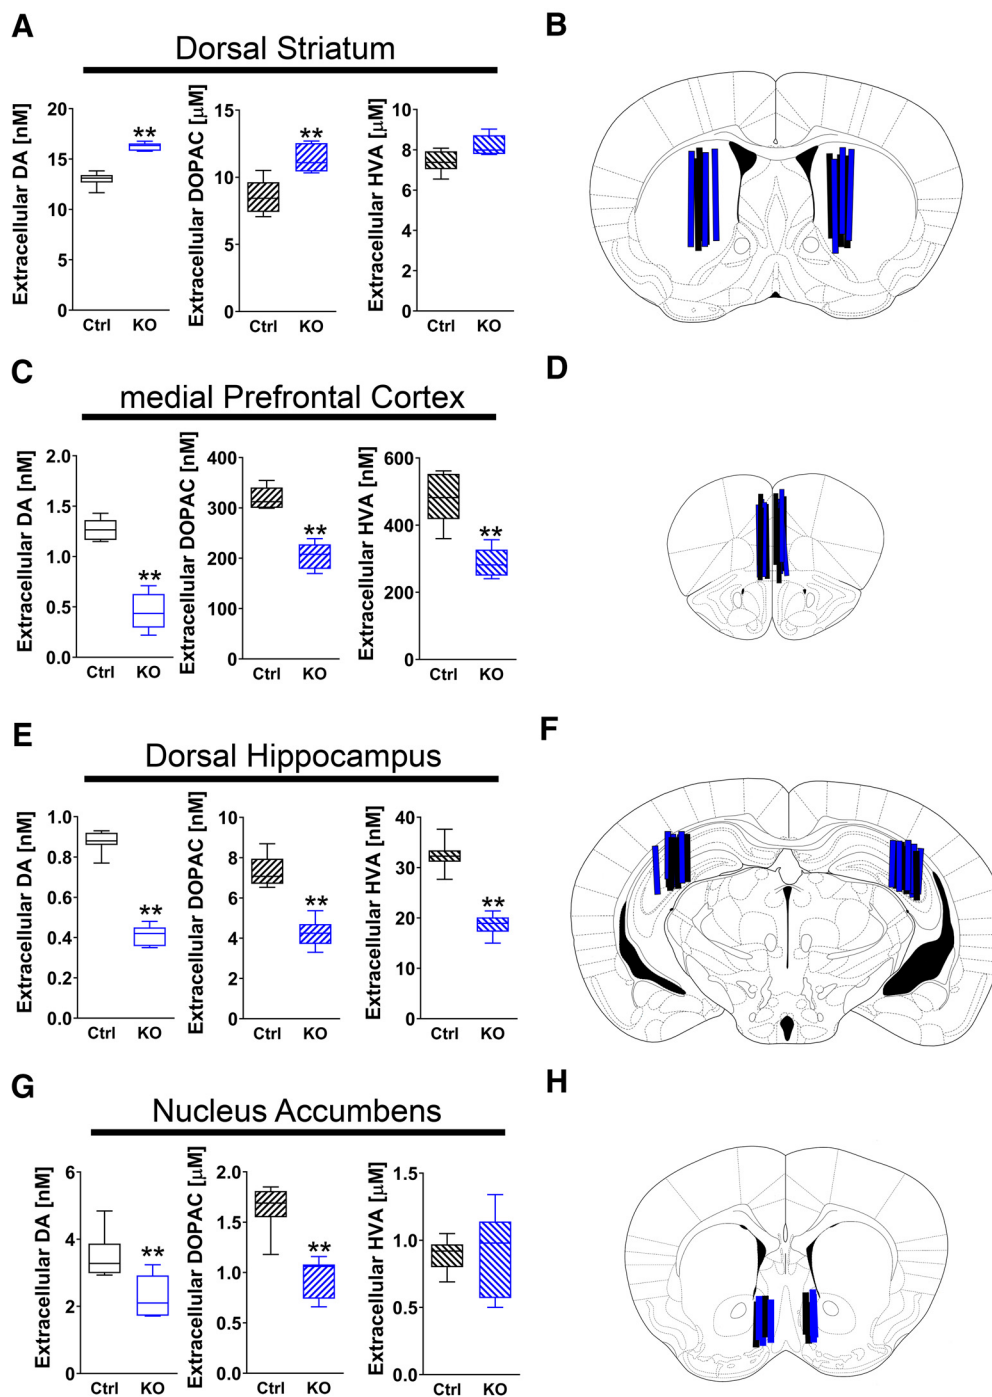 A
Dorsal Striatum
B
Extracellular DA [nM]
20
15
10
5
0
Ctrl KO
**
Extracellular DOPAC [µM]
15
10
5
0
Ctrl KO
**
Extracellular HVA [µM]
10
8
6
4
2
0
Ctrl KO
C
medial Prefrontal Cortex
D
Extracellular DA [nM]
2.0
1.5
1.0
0.5
0.0
Ctrl KO
**
Extracellular DOPAC [nM]
400
300
200
100
0
Ctrl KO
**
Extracellular HVA [nM]
600
400
200
0
Ctrl KO
**
E
Dorsal Hippocampus
F
Extracellular DA [nM]
1.0
0.8
0.6
0.4
0.2
0.0
Ctrl KO
**
Extracellular DOPAC [nM]
10
8
6
4
2
0
Ctrl KO
**
Extracellular HVA [nM]
40
30
20
10
0
Ctrl KO
**
G
Nucleus Accumbens
H
Extracellular DA [nM]
6
4
2
0
Ctrl KO
**
Extracellular DOPAC [µM]
2.0
1.5
1.0
0.5
0.0
Ctrl KO
**
Extracellular HVA [µM]
1.5
1.0
0.5
0.0
Ctrl KO